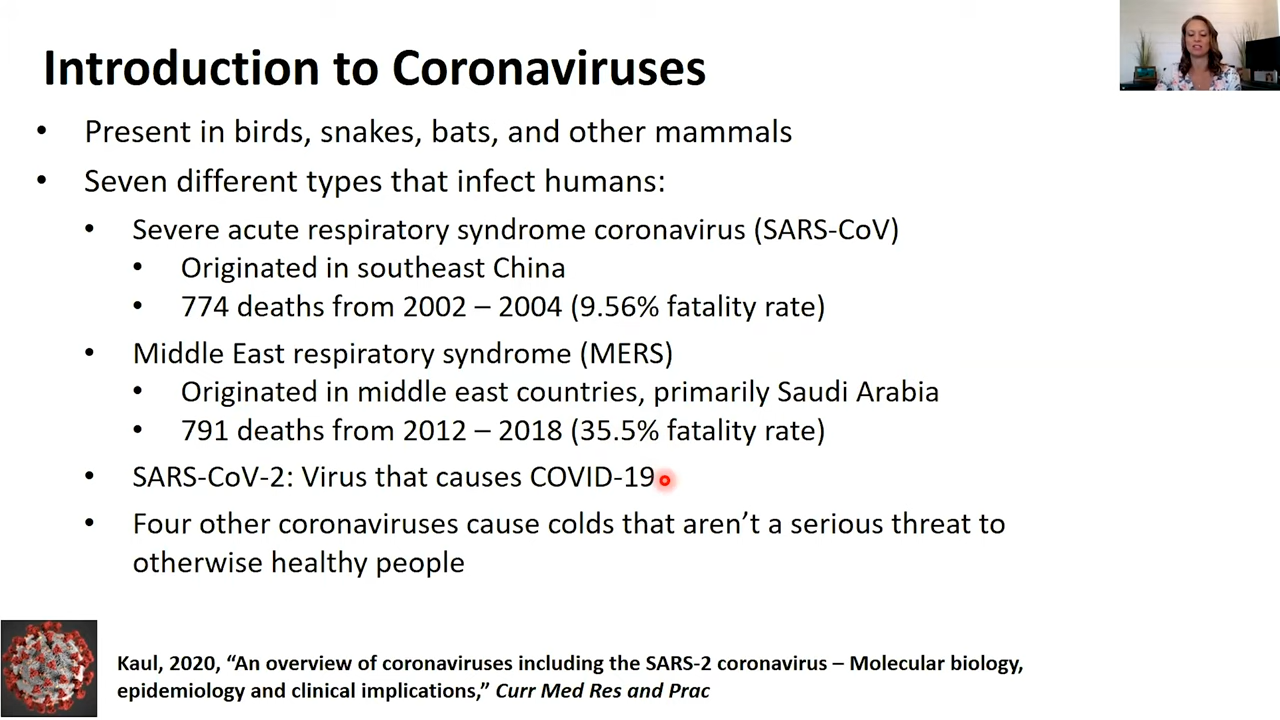 Introduction to Coronaviruses
• Present in birds, snakes, bats, and other mammals
• Seven different types that infect humans:
• Severe acute respiratory syndrome coronavirus (SARS-CoV)
• Originated in southeast China
• 774 deaths from 2002 – 2004 (9.56% fatality rate)
• Middle East respiratory syndrome (MERS)
• Originated in middle east countries, primarily Saudi Arabia
• 791 deaths from 2012 – 2018 (35.5% fatality rate)
• SARS-CoV-2: Virus that causes COVID-19
• Four other coronaviruses cause colds that aren’t a serious threat to
otherwise healthy people
Kaul, 2020, “An overview of coronaviruses including the SARS-2 coronavirus – Molecular biology,
epidemiology and clinical implications,” Curr Med Res and Prac